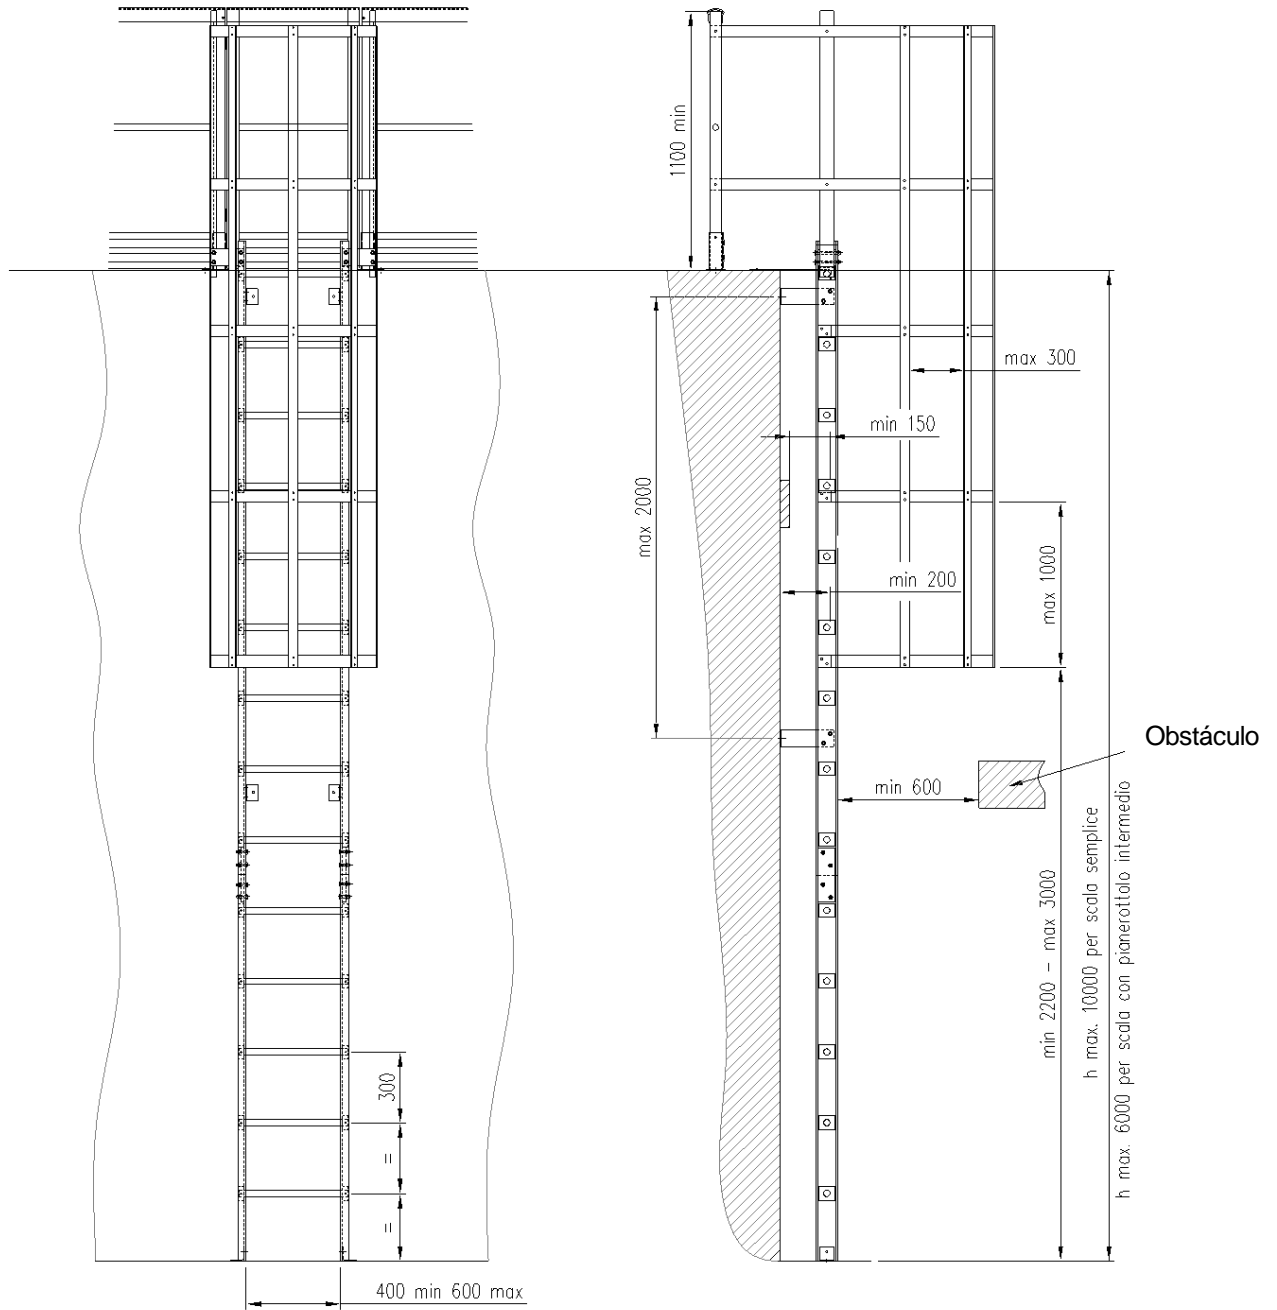 1100 min
max 300
min 150
max 2000
min 200
max 1000
Obstáculo
min 600
min 2200 - max 3000
h max. 10000 per scala semplice
h max. 6000 per scala con pianerottolo intermedio
300
=
=
400 min 600 max